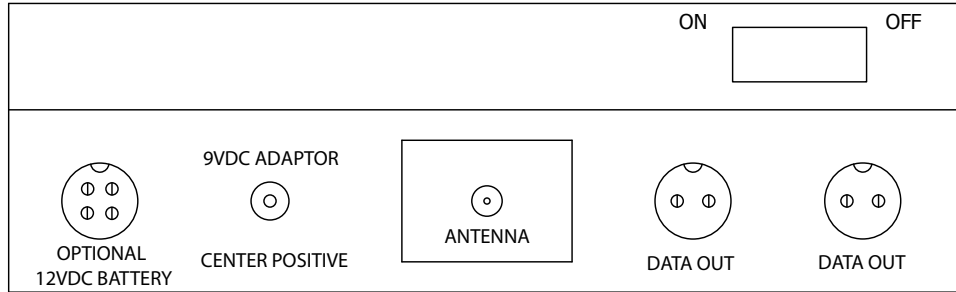 ON
OFF
9VDC ADAPTOR
ANTENNA
OPTIONAL
12VDC BATTERY
CENTER POSITIVE
DATA OUT
DATA OUT